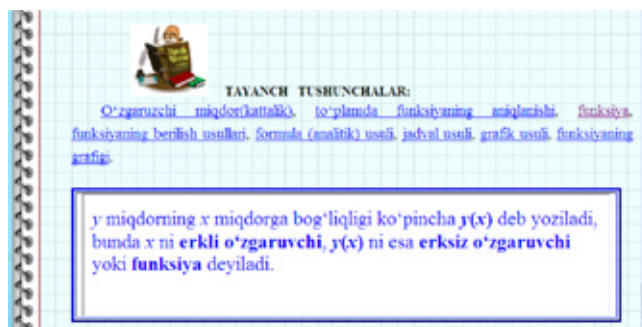 TAYANCH TUSHUNCHALAR:
O‘zgaruvchi miqdor(kattalik), to‘plamda funksiyaning aniqlanishi, funksiya,
funksiyaning berilish usullari, formula (analitik) usuli, jadval usuli, grafik usuli, funksiyaning
grafigi.
y miqdorning x miqdorga bog‘liqligi ko‘pincha y(x) deb yoziladi,
bunda x ni erkli o‘zgaruvchi, y(x) ni esa erksiz o‘zgaruvchi
yoki funksiya deyiladi.